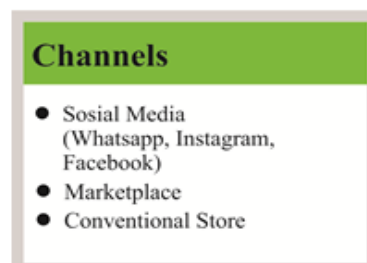 Channels
● Sosial Media
(Whatsapp, Instagram,
Facebook)
● Marketplace
● Conventional Store